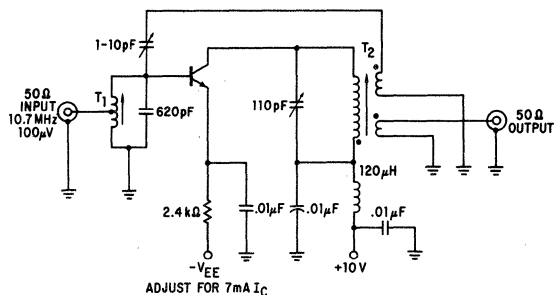 1-10pF
T2
50Ω
INPUT
10.7MHz
100μV
T1
620pF
110pF
50Ω
OUTPUT
120μH
2.4kΩ
.01μF
.01μF
.01μF
-VEE
+10V
ADJUST FOR 7mA IC